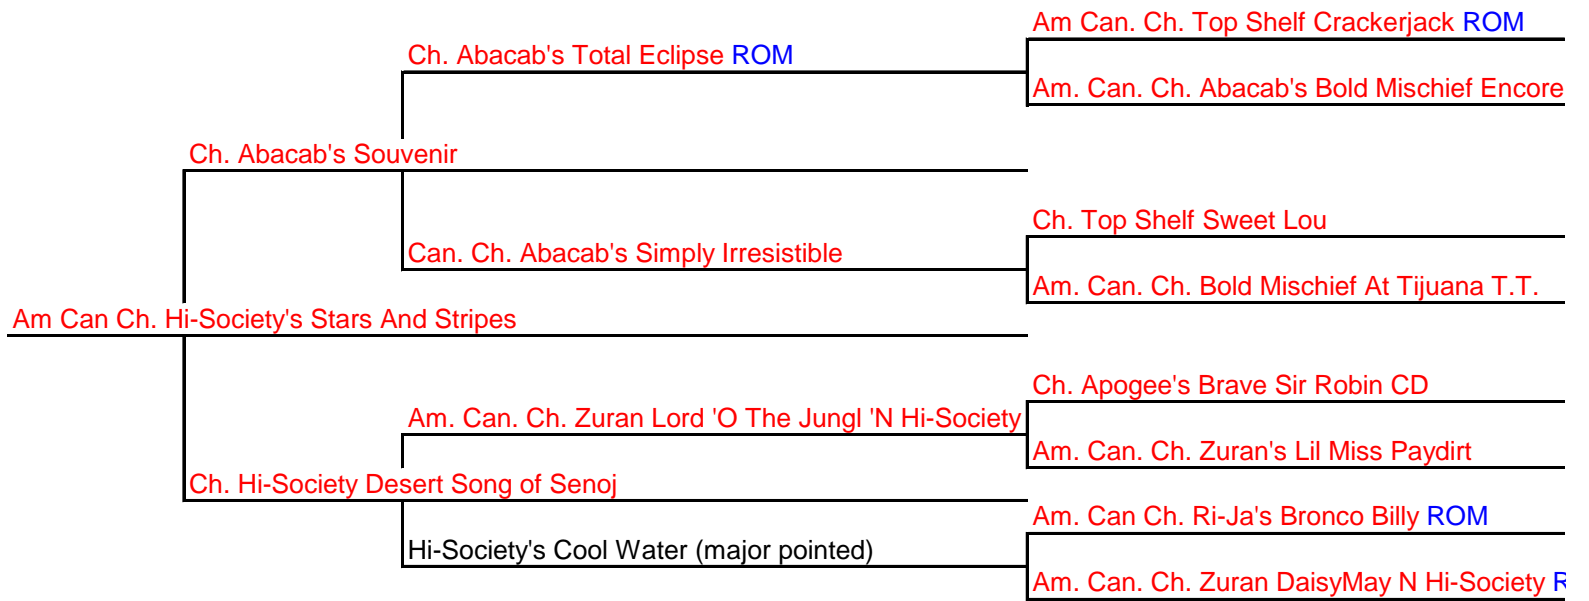 Am Can. Ch. Top Shelf Crackerjack ROM
Ch. Abacab's Total Eclipse ROM
Am. Can. Ch. Abacab's Bold Mischief Encore
Ch. Abacab's Souvenir
Ch. Top Shelf Sweet Lou
Can. Ch. Abacab's Simply Irresistible
Am. Can. Ch. Bold Mischief At Tijuana T.T.
Am Can Ch. Hi-Society's Stars And Stripes
Ch. Apogee's Brave Sir Robin CD
Am. Can. Ch. Zuran Lord 'O The Jungl 'N Hi-Society
Am. Can. Ch. Zuran's Lil Miss Paydirt
Ch. Hi-Society Desert Song of Senoj
Am. Can Ch. Ri-Ja's Bronco Billy ROM
Hi-Society's Cool Water (major pointed)
Am. Can. Ch. Zuran DaisyMay N Hi-Society